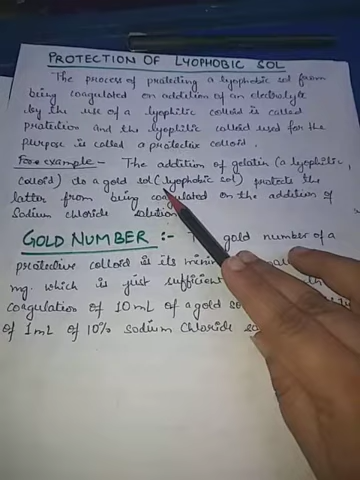 PROTECTION OF LYOPHOBIC SOL
The process of protecting a lyophobic sol from
being coagulated on addition of an electrolyte
by the use of a lyophilic colloid is called
protection and the lyophilic colloid used for the
purpose is called a protective colloid.
For example - The addition of gelatin (a lyophilic
colloid) to a gold sol (lyophobic sol) protects the
latter from being coagulated on the addition of
Sodium chloride solution
GOLD NUMBER :- gold number of a
protective colloid is its
mg. which is just sufficient
coagulation of 10 mL of a gold
of 1 mL of 10% Sodium Chloride